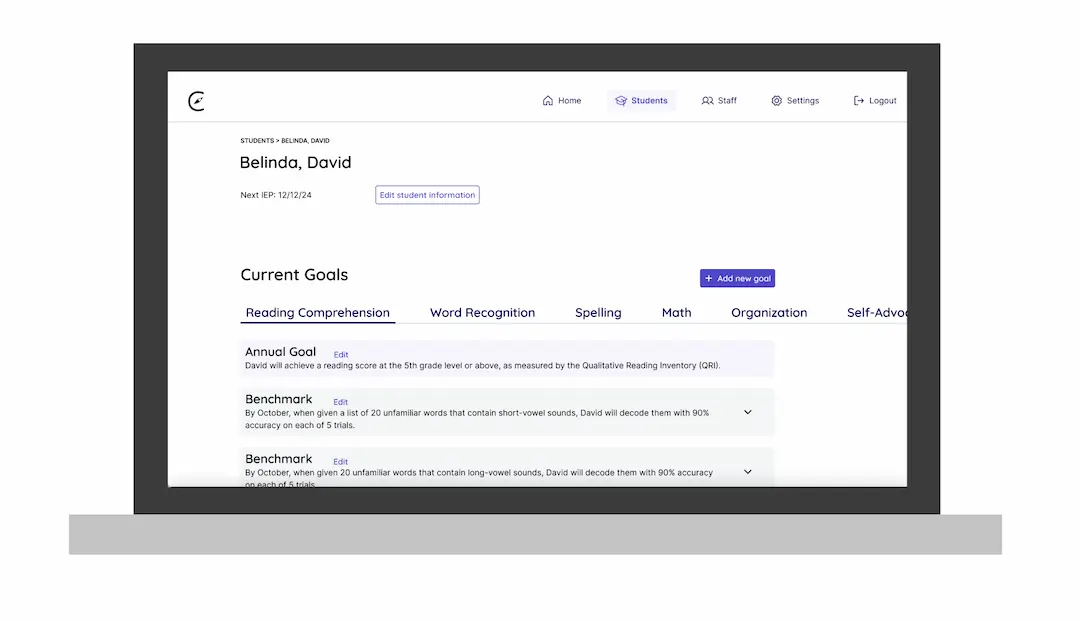 Home Students Staff Settings Logout
STUDENTS > BELINDA, DAVID
Belinda, David
Next IEP: 12/12/24 Edit student information
Current Goals + Add new goal
Reading Comprehension Word Recognition Spelling Math Organization Self-Advoc
Annual Goal Edit
David will achieve a reading score at the 5th grade level or above, as measured by the Qualitative Reading Inventory (QRI).
Benchmark Edit
By October, when given a list of 20 unfamiliar words that contain short-vowel sounds, David will decode them with 90%
accuracy on each of 5 trials.
Benchmark Edit
By October, when given 20 unfamiliar words that contain long-vowel sounds, David will decode them with 90% accuracy
on each of 5 trials.